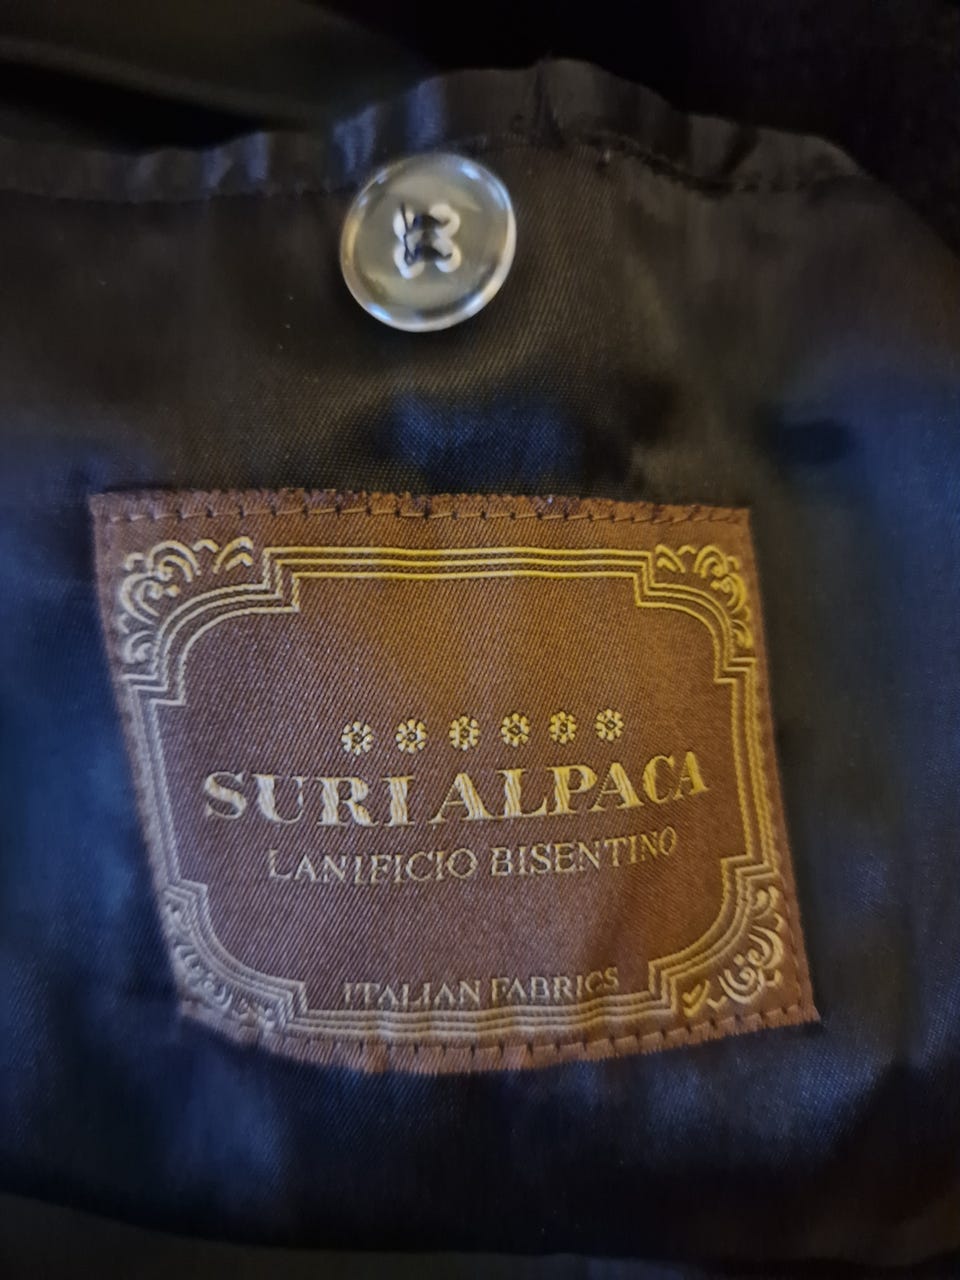 SURI ALPACA
LANIFICIO BISENTINO
ITALIAN FABRICS